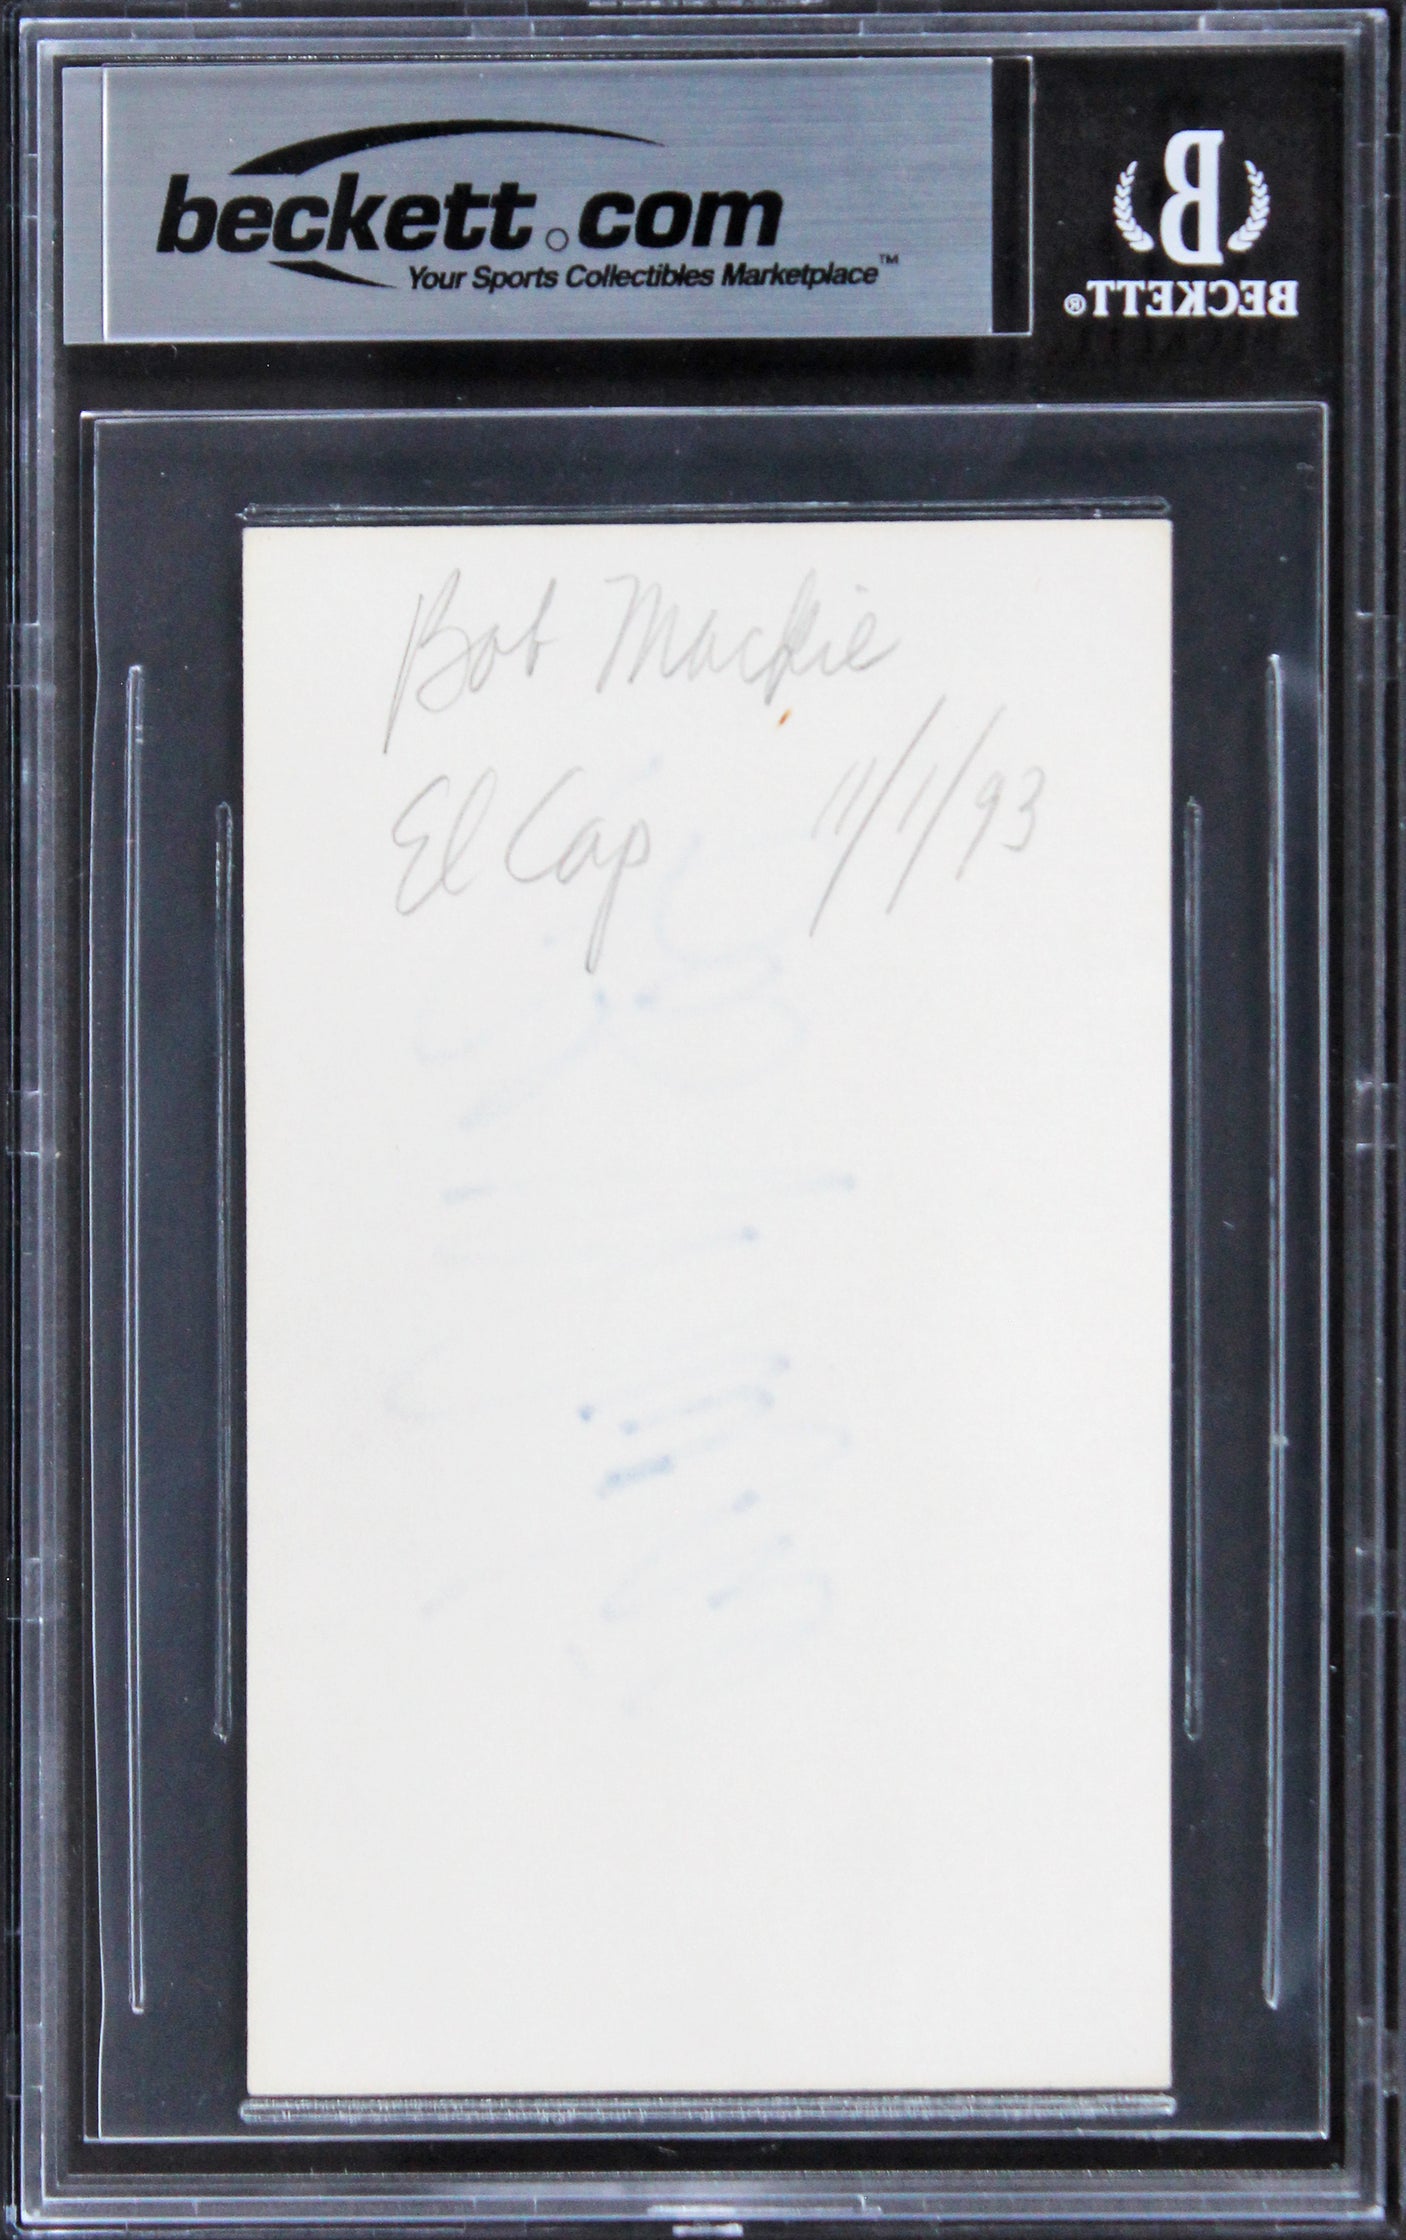 beckett.com
Your Sports Collectibles Marketplace™
B
BECKETT®
Bob Mackie
El Cap 11/1/93